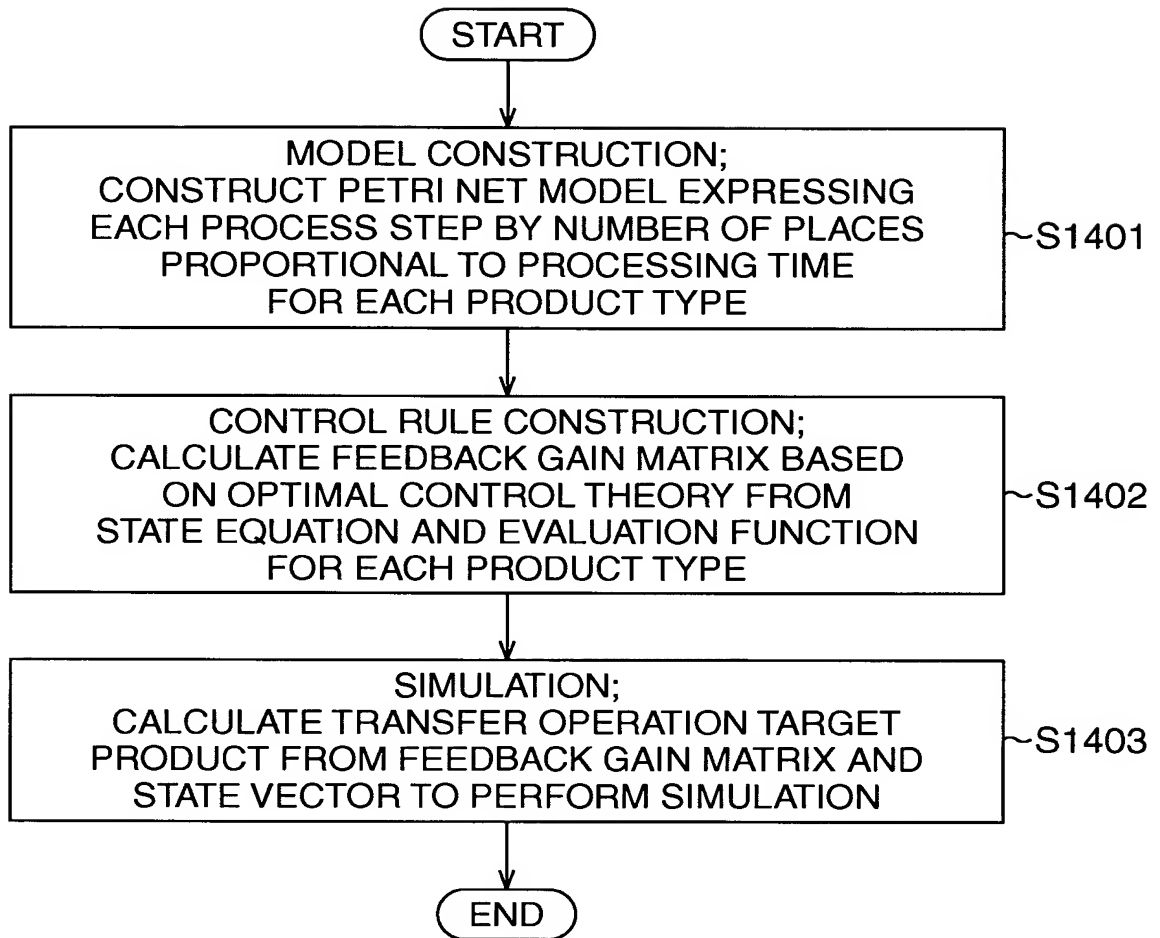 START
MODEL CONSTRUCTION;
CONSTRUCT PETRI NET MODEL EXPRESSING
EACH PROCESS STEP BY NUMBER OF PLACES
PROPORTIONAL TO PROCESSING TIME
FOR EACH PRODUCT TYPE
~S1401
CONTROL RULE CONSTRUCTION;
CALCULATE FEEDBACK GAIN MATRIX BASED
ON OPTIMAL CONTROL THEORY FROM
STATE EQUATION AND EVALUATION FUNCTION
FOR EACH PRODUCT TYPE
~S1402
SIMULATION;
CALCULATE TRANSFER OPERATION TARGET
PRODUCT FROM FEEDBACK GAIN MATRIX AND
STATE VECTOR TO PERFORM SIMULATION
~S1403
END